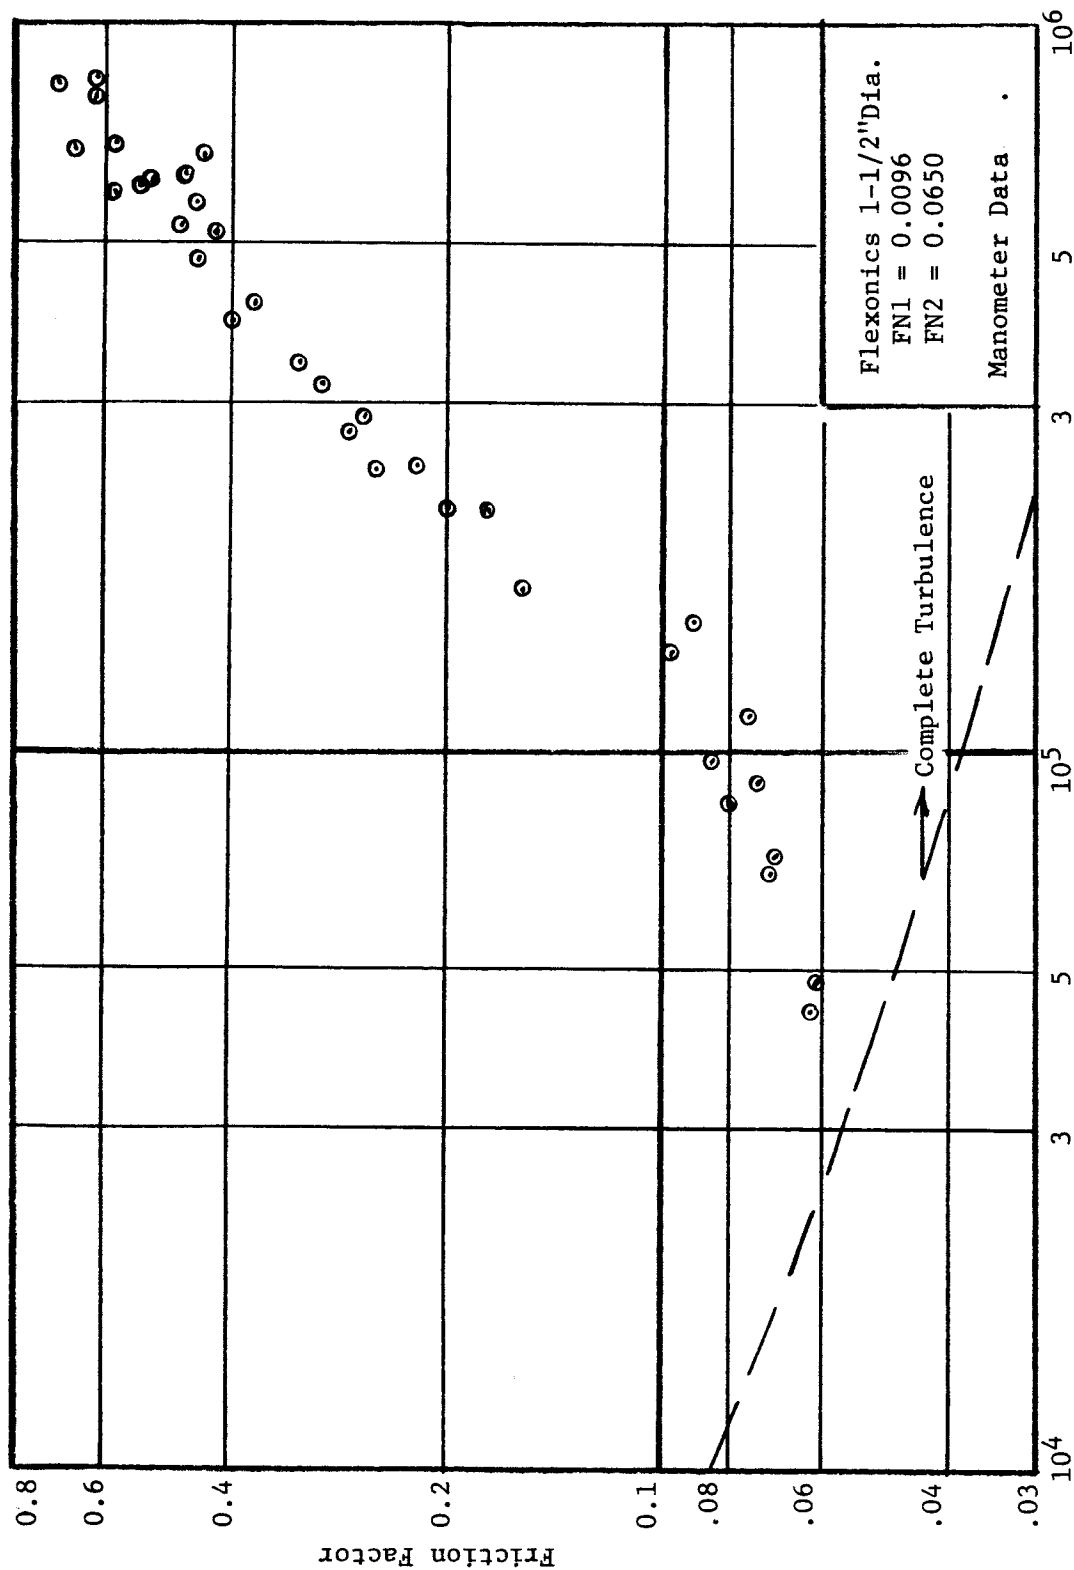 Friction Factor
0.8
0.6
0.4
0.2
0.1
.08
.06
.04
.03
10^4
3
5
10^5
3
5
10^6
Complete Turbulence
Flexonics 1-1/2"Dia.
FN1 = 0.0096
FN2 = 0.0650
Manometer Data .